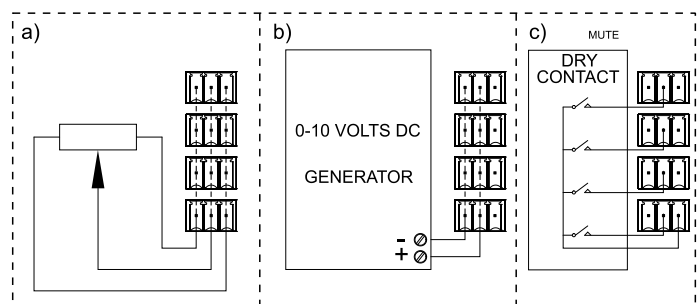 a)
b)
0-10 VOLTS DC
GENERATOR
-
+
c)
MUTE
DRY
CONTACT